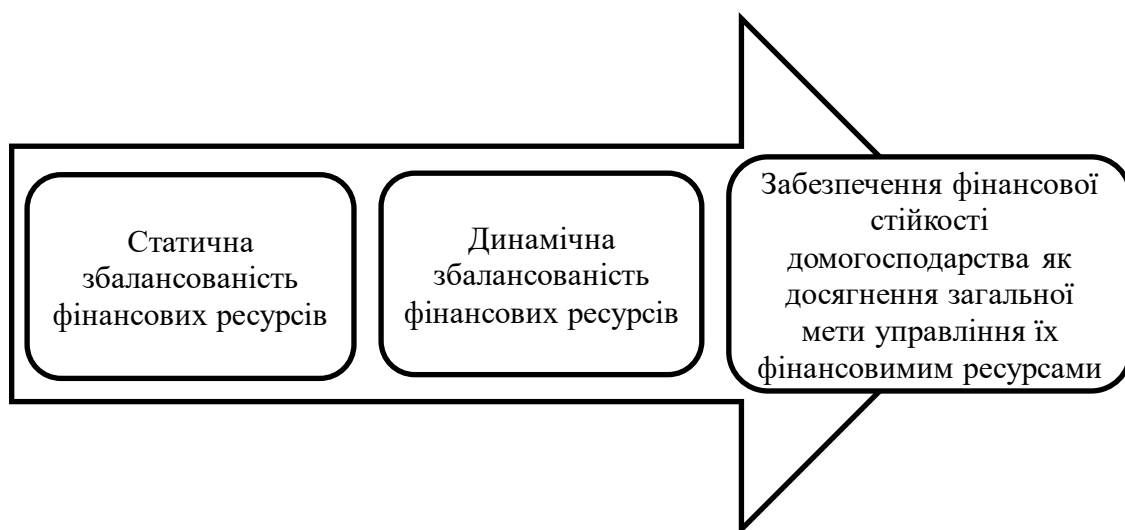 Статична
збалансованість
фінансових ресурсів
Динамічна
збалансованість
фінансових ресурсів
Забезпечення фінансової
стійкості
домогосподарства як
досягнення загальної
мети управління їх
фінансовимим ресурсами